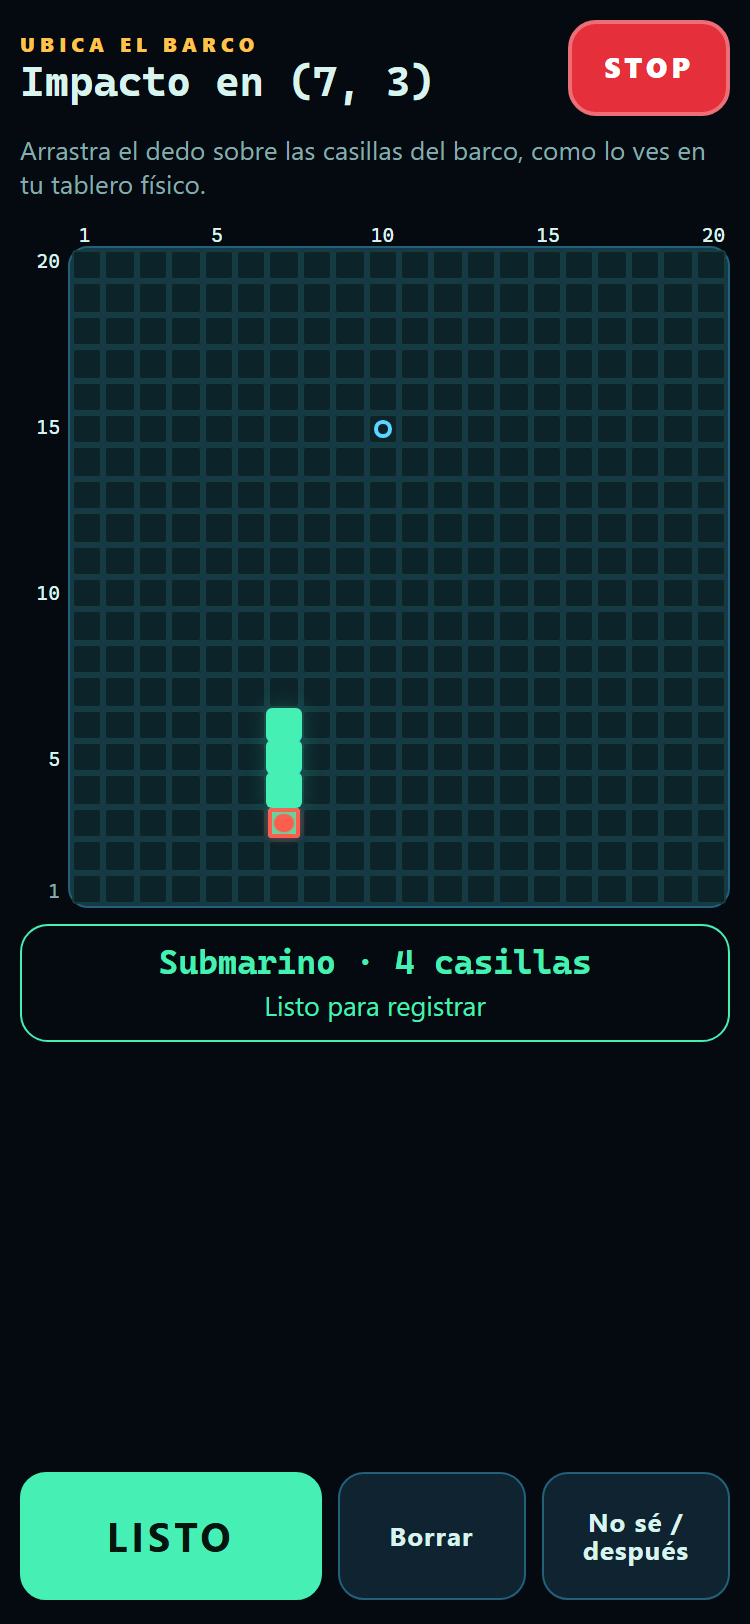 UBICA EL BARCO
Impacto en (7, 3)
STOP
Arrastra el dedo sobre las casillas del barco, como lo ves en
tu tablero físico.
1 5 10 15 20
20
15
10
5
1
Submarino · 4 casillas
Listo para registrar
LISTO
Borrar
No sé /
después